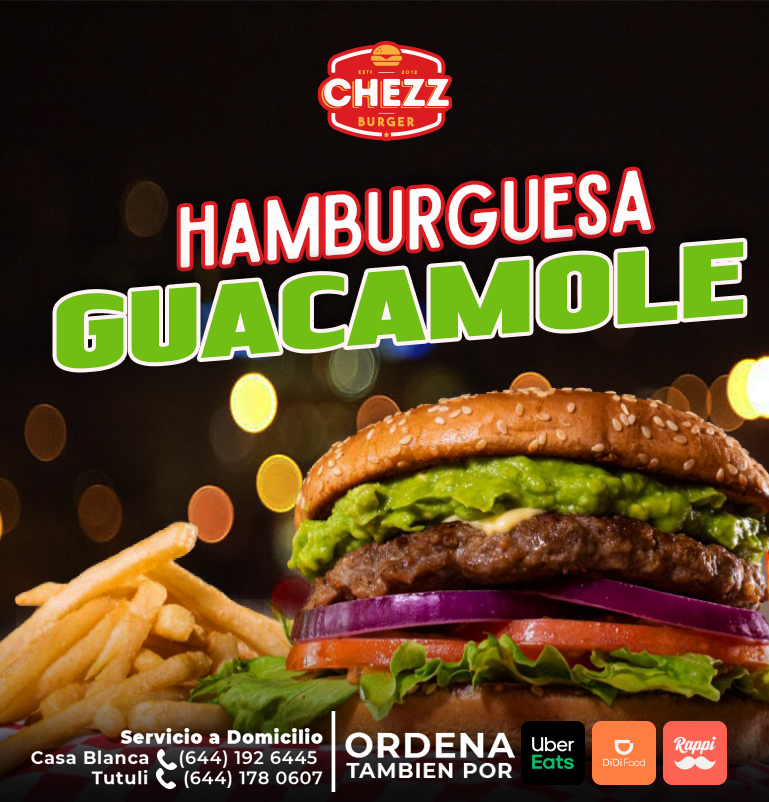 ESTD 2012
CHEZZ
BURGER
HAMBURGUESA
GUACAMOLE
Servicio a Domicilio
Casa Blanca (644) 192 6445
Tutuli (644) 178 0607
ORDENA
TAMBIEN POR
Uber
Eats
DiDi Food
Rappi